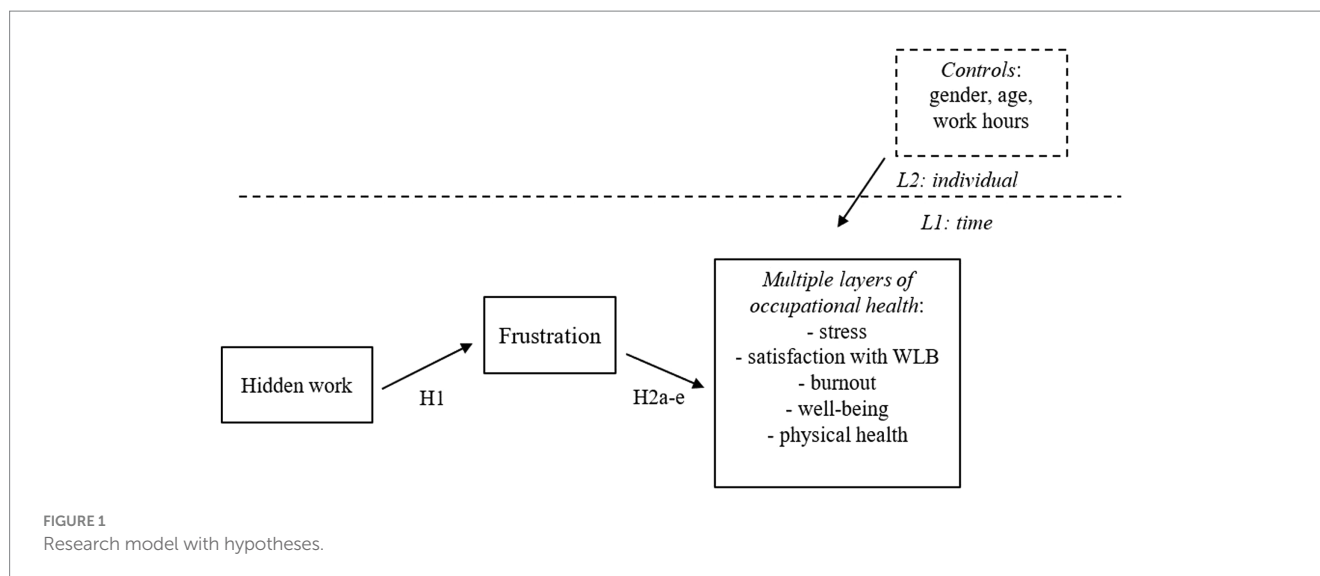 Controls:
gender, age,
work hours
L2: individual
L1: time
Multiple layers of
occupational health:
- stress
- satisfaction with WLB
- burnout
- well-being
- physical health
Frustration
Hidden work
H1
H2a-e
FIGURE 1
Research model with hypotheses.